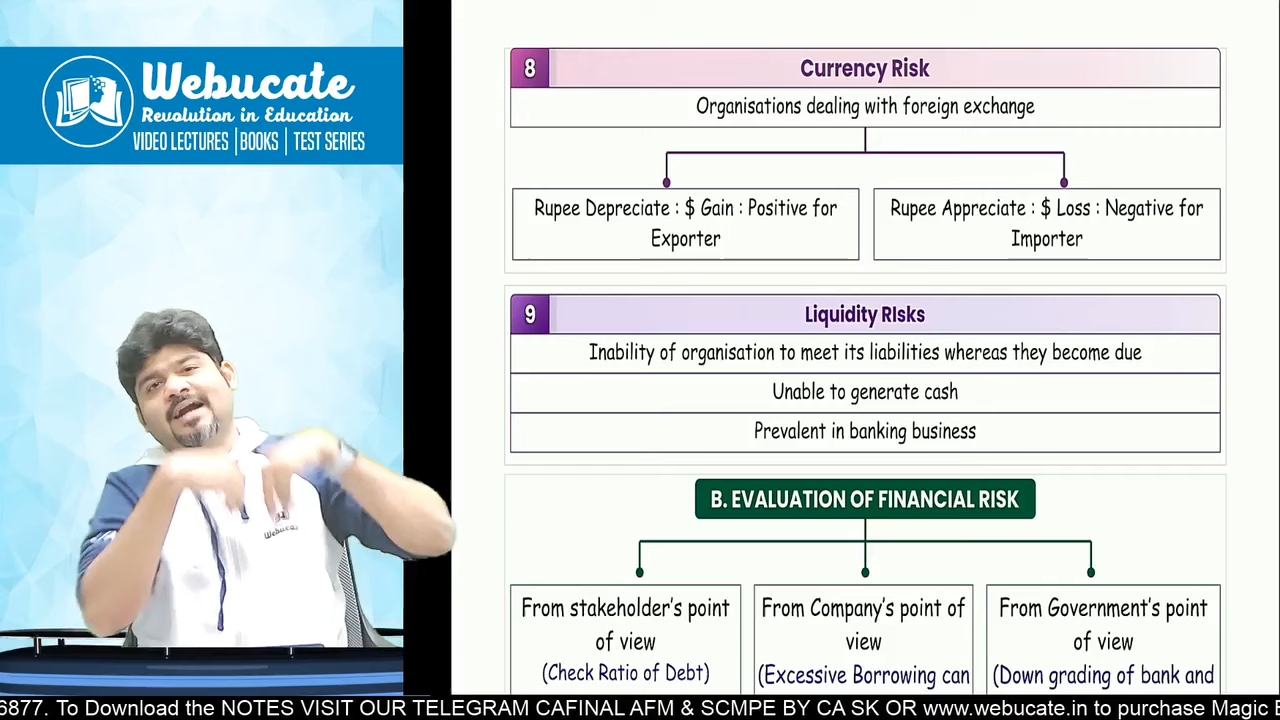 Webucate
Revolution in Education
VIDEO LECTURES | BOOKS | TEST SERIES
Webucate
8
Currency Risk
Organisations dealing with foreign exchange
Rupee Depreciate : $ Gain : Positive for
Exporter
Rupee Appreciate : $ Loss : Negative for
Importer
9
Liquidity RIsks
Inability of organisation to meet its liabilities whereas they become due
Unable to generate cash
Prevalent in banking business
B. EVALUATION OF FINANCIAL RISK
From stakeholder's point
of view
(Check Ratio of Debt)
From Company's point of
view
(Excessive Borrowing can
From Government's point
of view
(Down grading of bank and
6877. To Download the NOTES VISIT OUR TELEGRAM CAFINAL AFM & SCMPE BY CA SK OR www.webucate.in to purchase Magic